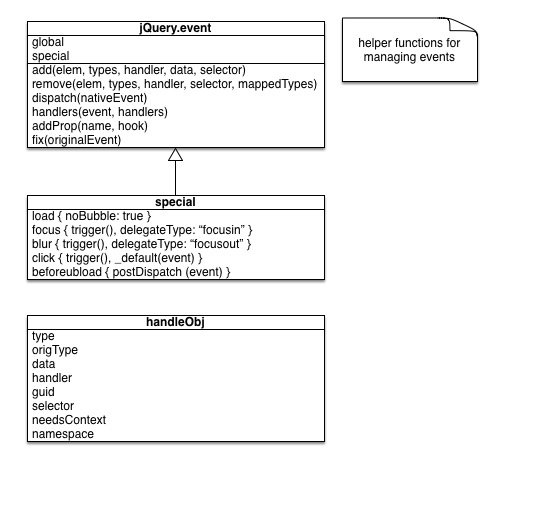 jQuery.event
global
special
add(elem, types, handler, data, selector)
remove(elem, types, handler, selector, mappedTypes)
dispatch(nativeEvent)
handlers(event, handlers)
addProp(name, hook)
fix(originalEvent)
helper functions for
managing events
special
load { noBubble: true }
focus { trigger(), delegateType: “focusin” }
blur { trigger(), delegateType: “focusout” }
click { trigger(), _default(event) }
beforeubload { postDispatch (event) }
handleObj
type
origType
data
handler
guid
selector
needsContext
namespace